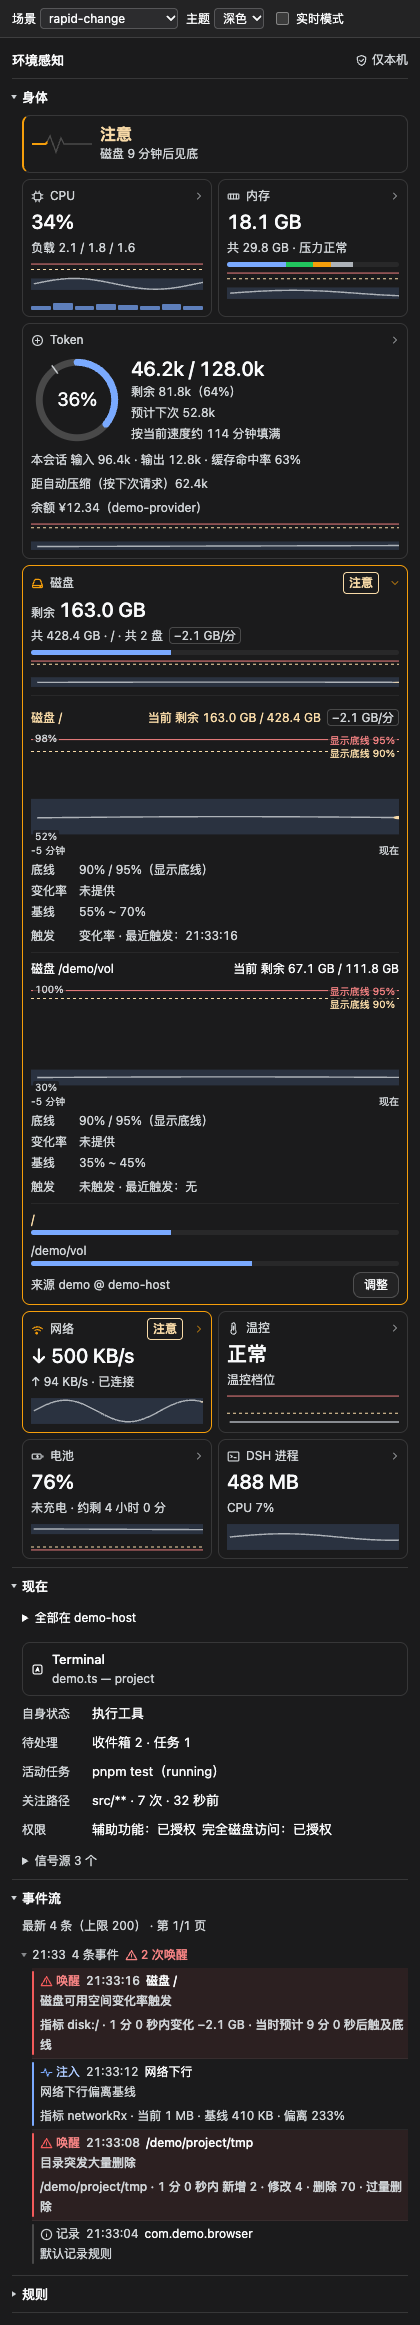 场景 rapid-change 主题 深色 实时模式
环境感知 仅本机
身体
注意
磁盘 9 分钟后见底
CPU
34%
负载 2.1 / 1.8 / 1.6
内存
18.1 GB
共 29.8 GB · 压力正常
Token
36%
46.2k / 128.0k
剩余 81.8k（64%）
预计下次 52.8k
按当前速度约 114 分钟填满
本会话 输入 96.4k · 输出 12.8k · 缓存命中率 63%
距自动压缩（按下次请求）62.4k
余额 ¥12.34（demo-provider）
磁盘 注意
剩余 163.0 GB
共 428.4 GB · / · 共 2 盘 −2.1 GB/分
磁盘 / 当前 剩余 163.0 GB / 428.4 GB −2.1 GB/分
98% 显示底线 95%
显示底线 90%
52%
-5 分钟 现在
底线 90% / 95%（显示底线）
变化率 未提供
基线 55% ~ 70%
触发 变化率 · 最近触发：21:33:16
磁盘 /demo/vol 当前 剩余 67.1 GB / 111.8 GB
100% 显示底线 95%
显示底线 90%
30%
-5 分钟 现在
底线 90% / 95%（显示底线）
变化率 未提供
基线 35% ~ 45%
触发 未触发 · 最近触发：无
/
/demo/vol
来源 demo @ demo-host 调整
网络 注意
↓ 500 KB/s
↑ 94 KB/s · 已连接
温控
正常
温控档位
电池
76%
未充电 · 约剩 4 小时 0 分
DSH 进程
488 MB
CPU 7%
现在
全部在 demo-host
Terminal
demo.ts — project
自身状态 执行工具
待处理 收件箱 2 · 任务 1
活动任务 pnpm test（running）
关注路径 src/** · 7 次 · 32 秒前
权限 辅助功能：已授权 完全磁盘访问：已授权
信号源 3 个
事件流
最新 4 条（上限 200） · 第 1/1 页
21:33 4 条事件 2 次唤醒
唤醒 21:33:16 磁盘 /
磁盘可用空间变化率触发
指标 disk:/ · 1 分 0 秒内变化 −2.1 GB · 当时预计 9 分 0 秒后触及底
线
注入 21:33:12 网络下行
网络下行偏离基线
指标 networkRx · 当前 1 MB · 基线 410 KB · 偏离 233%
唤醒 21:33:08 /demo/project/tmp
目录突发大量删除
/demo/project/tmp · 1 分 0 秒内 新增 2 · 修改 4 · 删除 70 · 过量删
除
记录 21:33:04 com.demo.browser
默认记录规则
规则